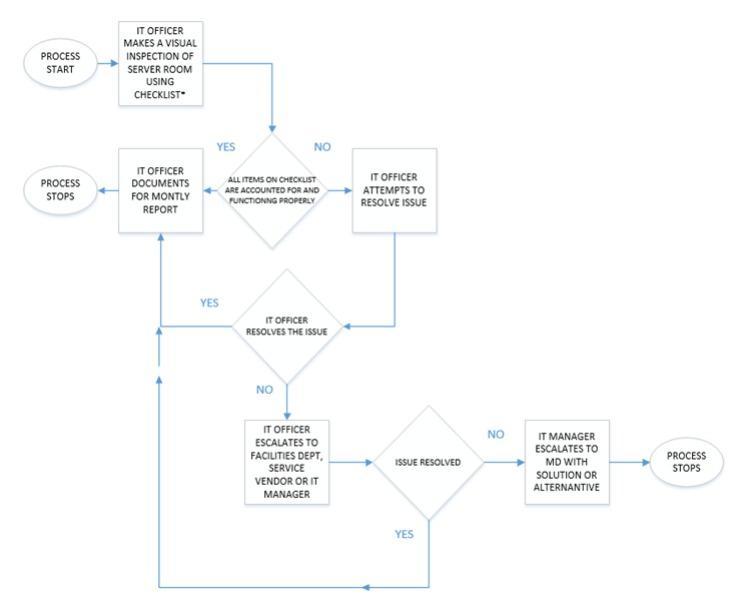 PROCESS
START
IT OFFICER
MAKES A VISUAL
INSPECTION OF
SERVER ROOM
USING
CHECKLIST*
YES
NO
PROCESS
STOPS
IT OFFICER
DOCUMENTS
FOR MONTLY
REPORT
ALL ITEMS ON CHECKLIST
ARE ACCOUNTED FOR AND
FUNCTIONNG PROPERLY
IT OFFICER
ATTEMPTS TO
RESOLVE ISSUE
YES
IT OFFICER
RESOLVES THE ISSUE
NO
IT OFFICER
ESCALATES TO
FACILITIES DEPT,
SERVICE
VENDOR OR IT
MANAGER
ISSUE RESOLVED
NO
IT MANAGER
ESCALATES TO
MD WITH
SOLUTION OR
ALTERNANTIVE
PROCESS
STOPS
YES